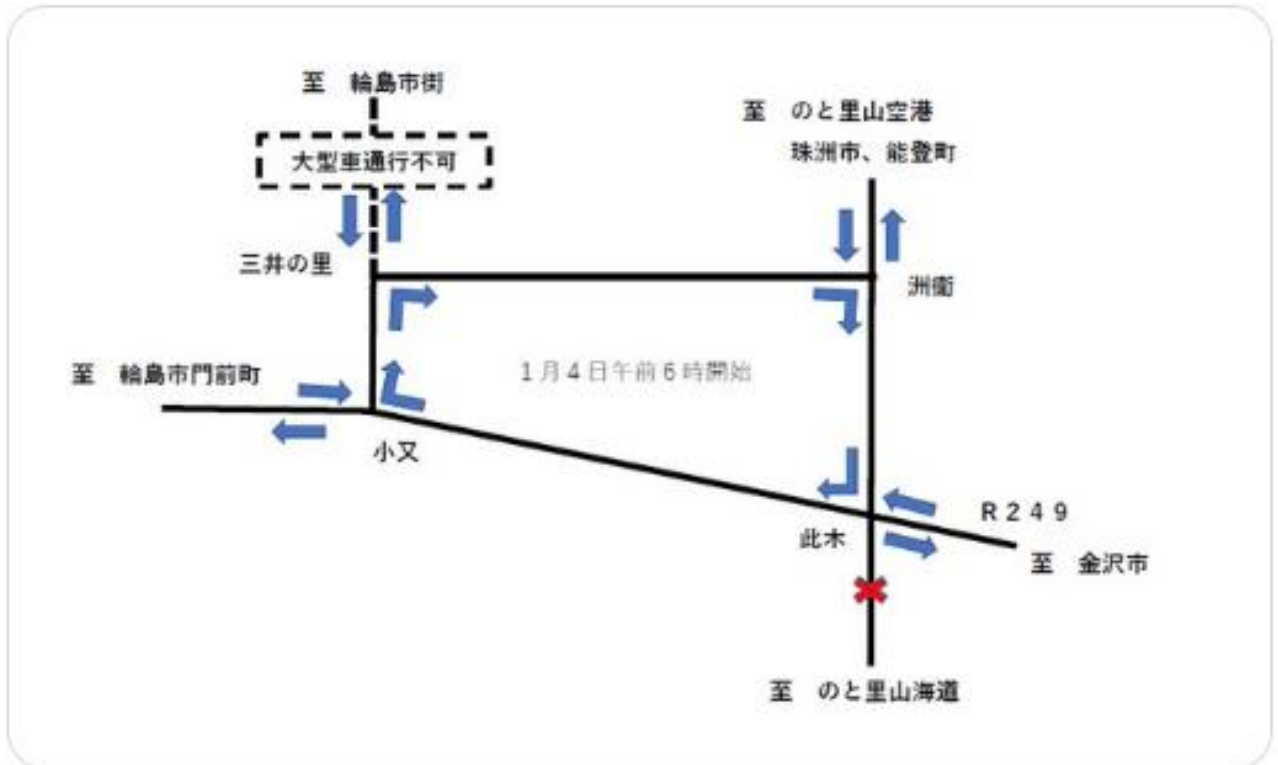 至　輪島市街
大型車通行不可
至　のと里山空港
珠洲市、能登町
三井の里
洲衛
至　輪島市門前町
1月4日午前6時開始
小又
R249
此木
至　金沢市
至　のと里山海道